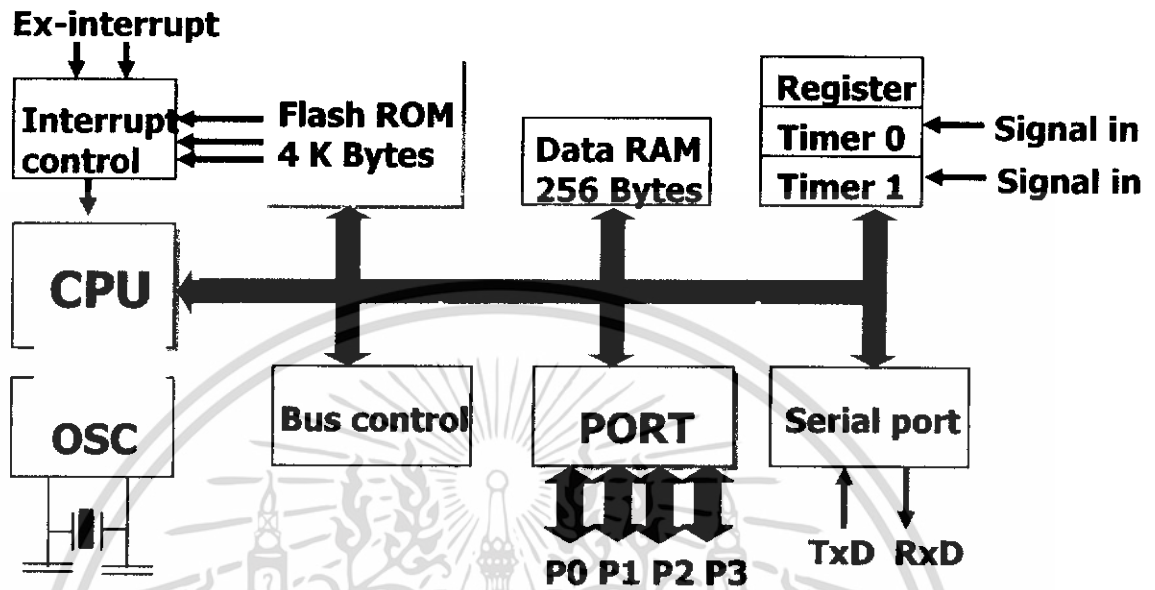 Ex-interrupt
Interrupt
control
Flash ROM
4 K Bytes
Data RAM
256 Bytes
Register
Timer 0
Timer 1
Signal in
Signal in
CPU
OSC
Bus control
PORT
Serial port
P0 P1 P2 P3
TxD RxD